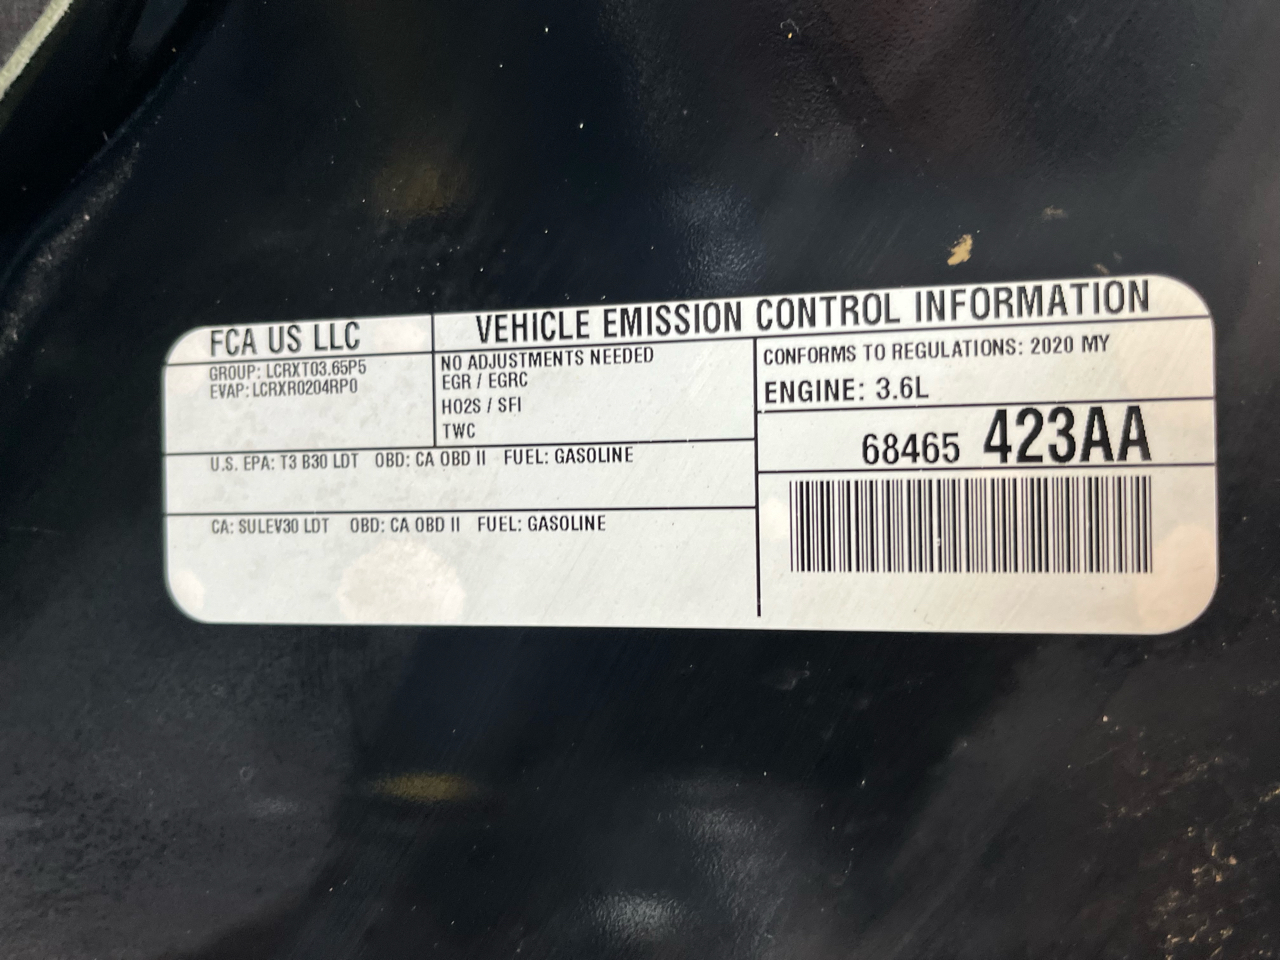 FCA US LLC
VEHICLE EMISSION CONTROL INFORMATION
GROUP: LCRXT03.65P5
EVAP: LCRXR0204RP0
NO ADJUSTMENTS NEEDED
EGR / EGRC
HO2S / SFI
TWC
CONFORMS TO REGULATIONS: 2020 MY
ENGINE: 3.6L
68465 423AA
U.S. EPA: T3 B30 LDT OBD: CA OBD II FUEL: GASOLINE
CA: SULEV30 LDT OBD: CA OBD II FUEL: GASOLINE